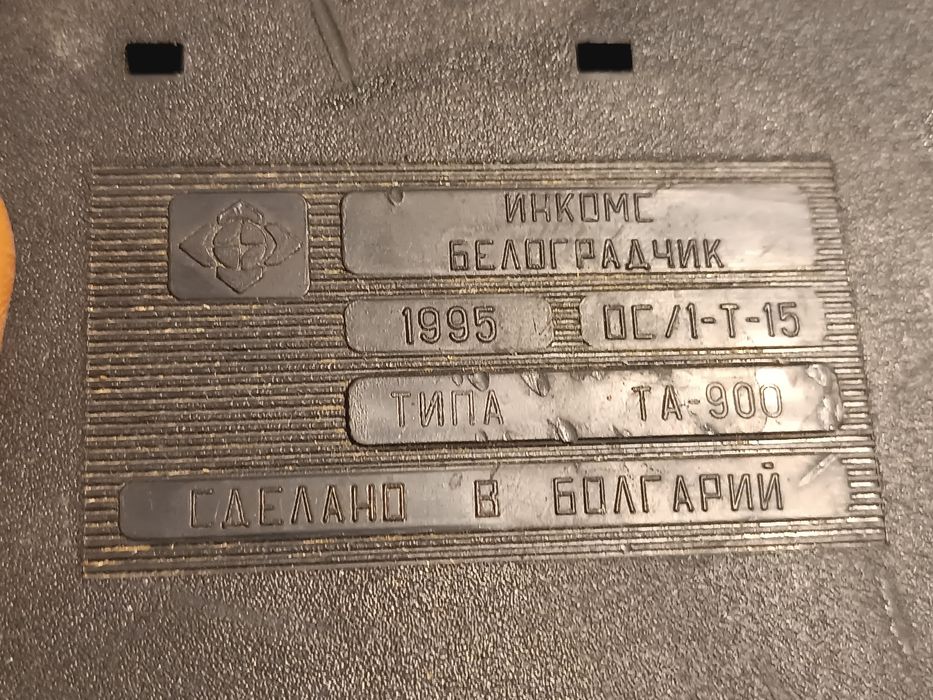 ИНКОМС
БЕЛОГРАДЧИК
1995 ОС/1-Т-15
ТИПА ТА-900
СДЕЛАНО В БОЛГАРИЙ